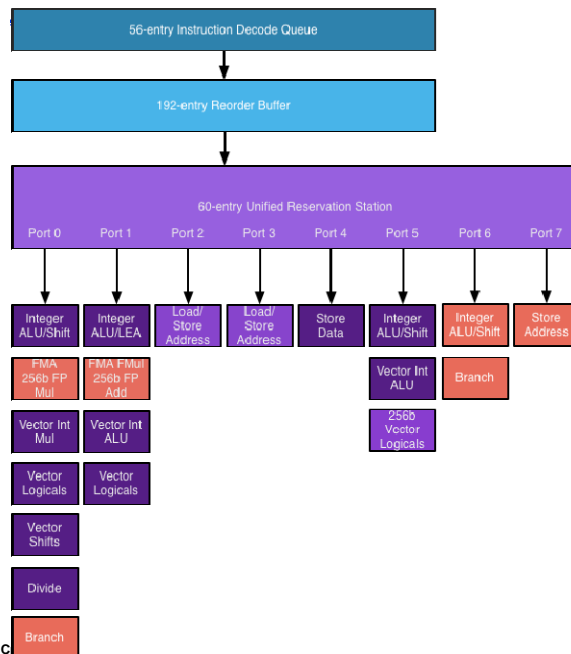 56-entry Instruction Decode Queue
192-entry Reorder Buffer
60-entry Unified Reservation Station
Port 0 Port 1 Port 2 Port 3 Port 4 Port 5 Port 6 Port 7
Integer
ALU/Shift
Integer
ALU/LEA
Load/
Store
Address
Load/
Store
Address
Store
Data
Integer
ALU/Shift
Integer
ALU/Shift
Store
Address
FMA
256b FP
Mul
FMA FMul
256b FP
Add
Vector Int
ALU
Branch
Vector Int
Mul
Vector Int
ALU
256b
Vector
Logicals
Vector
Logicals
Vector
Logicals
Vector
Shifts
Divide
Branch
c